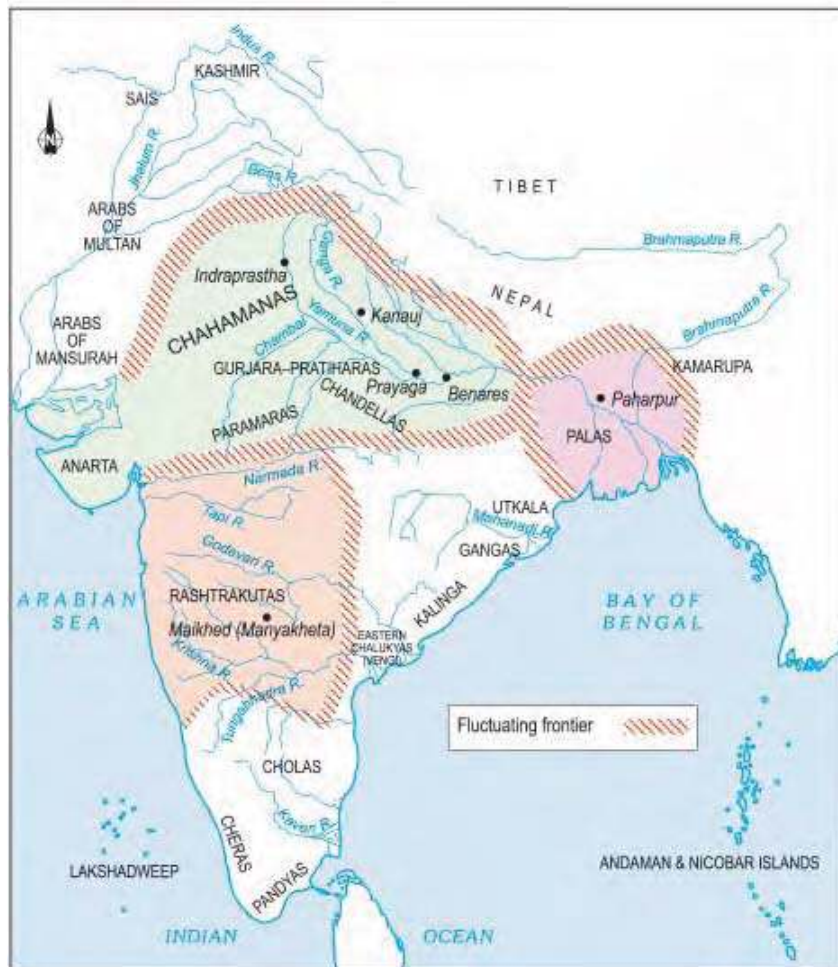 Indus R.
KASHMIR
SAIS
N
Jhelum R.
Beas R.
TIBET
ARABS
OF
MULTAN
Brahmaputra R.
Ganga R.
Indraprastha
NEPAL
CHAHAMANAS
Kanauj
Brahmaputra R.
ARABS
OF
MANSURAH
Chambal
Yamuna R.
KAMARUPA
GURJARA–PRATIHARAS
Prayaga
Benares
Paharpur
CHANDELLAS
PARAMARAS
PALAS
ANARTA
Narmada R.
UTKALA
Tapi R.
Mahanadi R.
GANGAS
Godavari R.
ARABIAN
SEA
RASHTRAKUTAS
KALINGA
BAY OF
BENGAL
Malkhed (Manyakheta)
EASTERN
CHALUKYAS
(VENGI)
Krishna R.
Tungabhadra R.
Fluctuating frontier
CHOLAS
Kaveri R.
CHERAS
LAKSHADWEEP
ANDAMAN & NICOBAR ISLANDS
PANDYAS
INDIAN
OCEAN